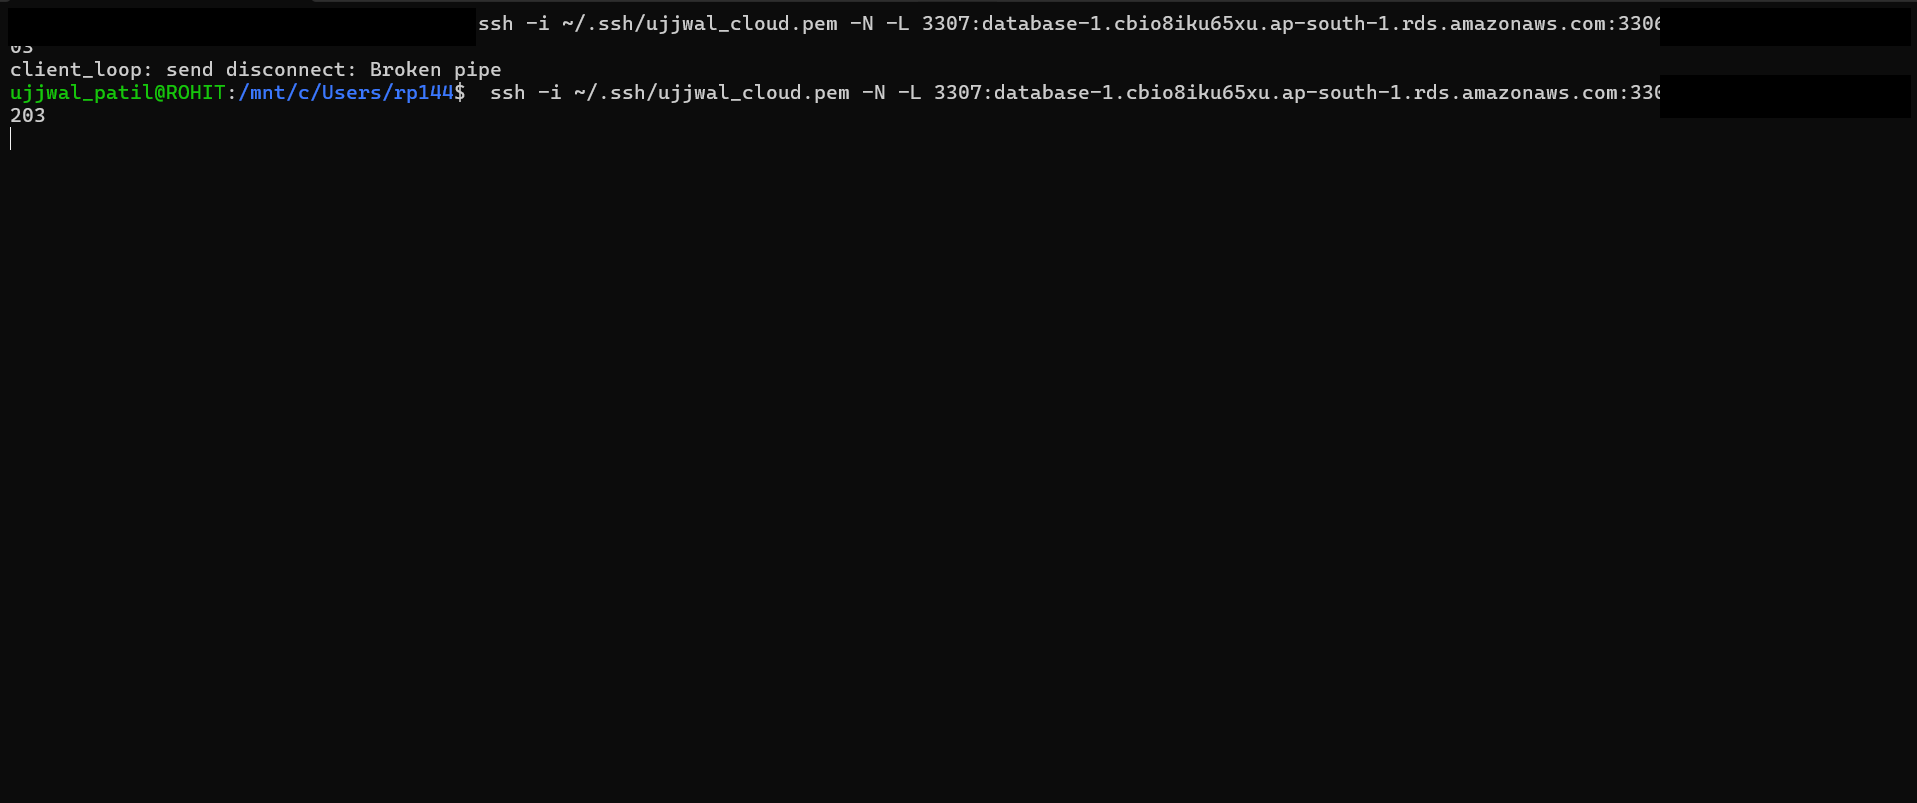 ssh -i ~/.ssh/ujjwal_cloud.pem -N -L 3307:database-1.cbio8iku65xu.ap-south-1.rds.amazonaws.com:3306
03
client_loop: send disconnect: Broken pipe
ujjwal_patil@ROHIT:/mnt/c/Users/rp144$  ssh -i ~/.ssh/ujjwal_cloud.pem -N -L 3307:database-1.cbio8iku65xu.ap-south-1.rds.amazonaws.com:330
203